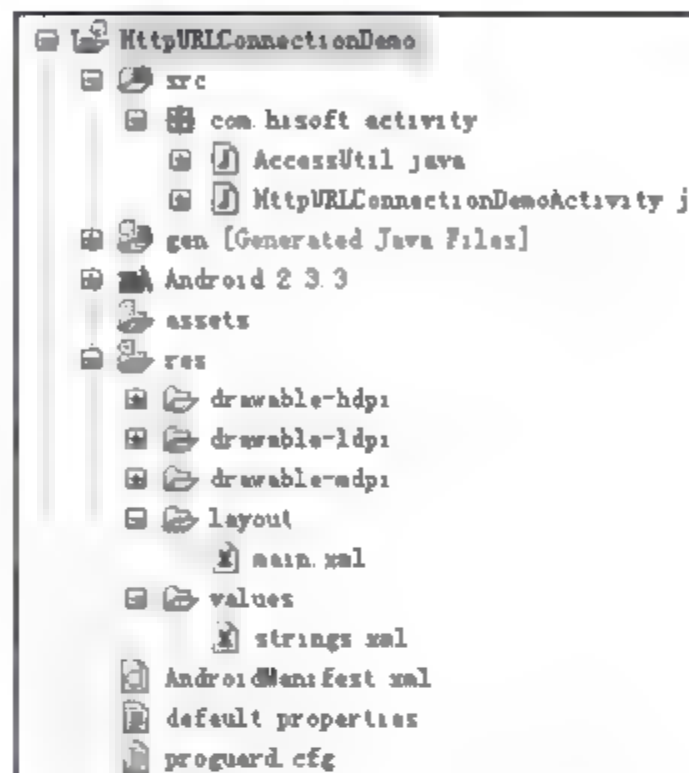 HttpURLConnectionDemo
src
com.hisoft activity
AccessUtil java
HttpURLConnectionDemoActivity j
gen [Generated Java Files]
Android 2 3.3
assets
res
drawable-hdpi
drawable-ldpi
drawable-mdpi
layout
main.xml
values
strings xml
AndroidManifest xml
default properties
proguard.cfg